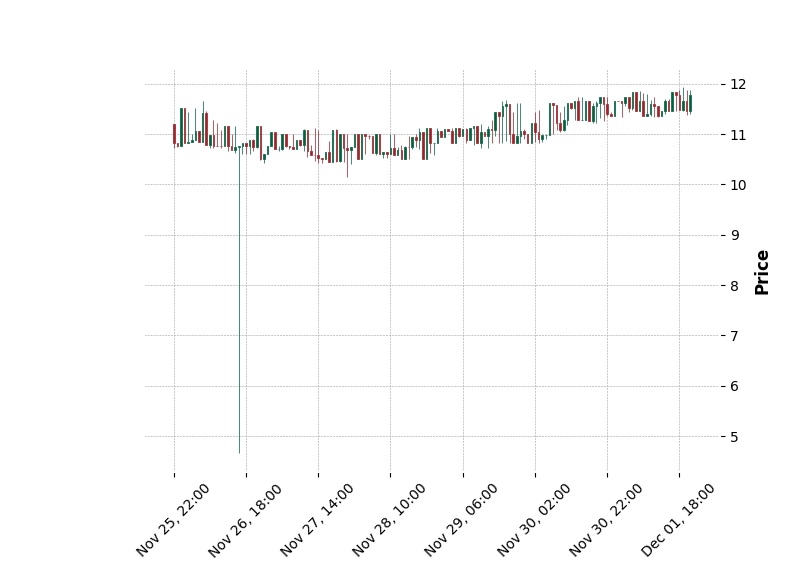 12
11
10
9
8
7
6
5
Price
Nov 25, 22:00
Nov 26, 18:00
Nov 27, 14:00
Nov 28, 10:00
Nov 29, 06:00
Nov 30, 02:00
Nov 30, 22:00
Dec 01, 18:00